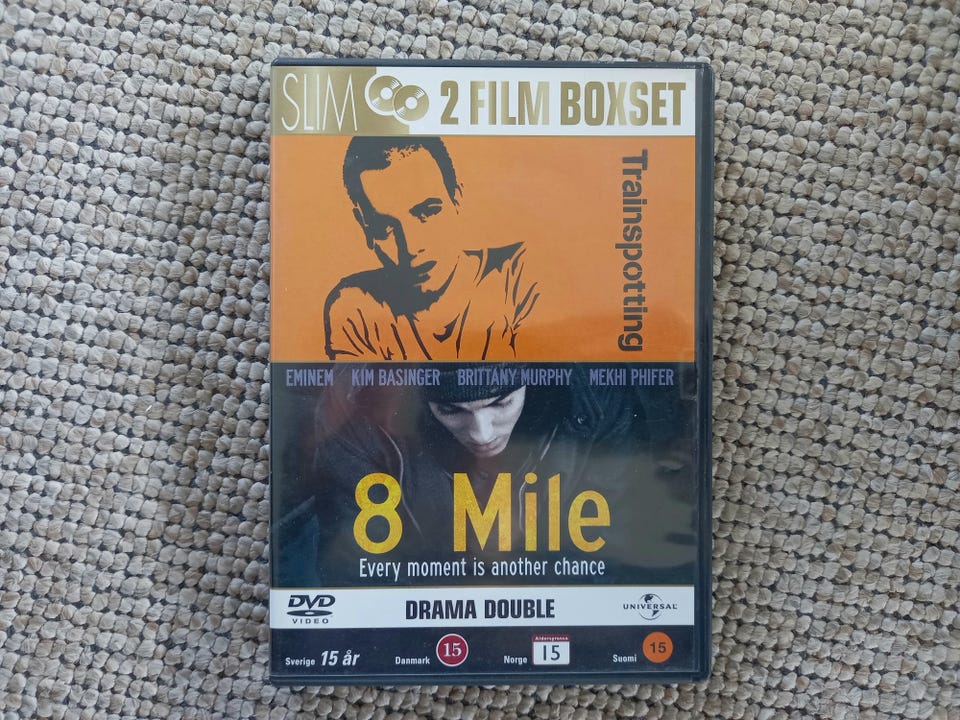 SLIM 2 FILM BOXSET
Trainspotting
EMINEM KIM BASINGER BRITTANY MURPHY MEKHI PHIFER
8 Mile
Every moment is another chance
DVD VIDEO
DRAMA DOUBLE
UNIVERSAL
Sverige 15 år
Danmark 15
Norge Aldersgrense 15
Suomi 15